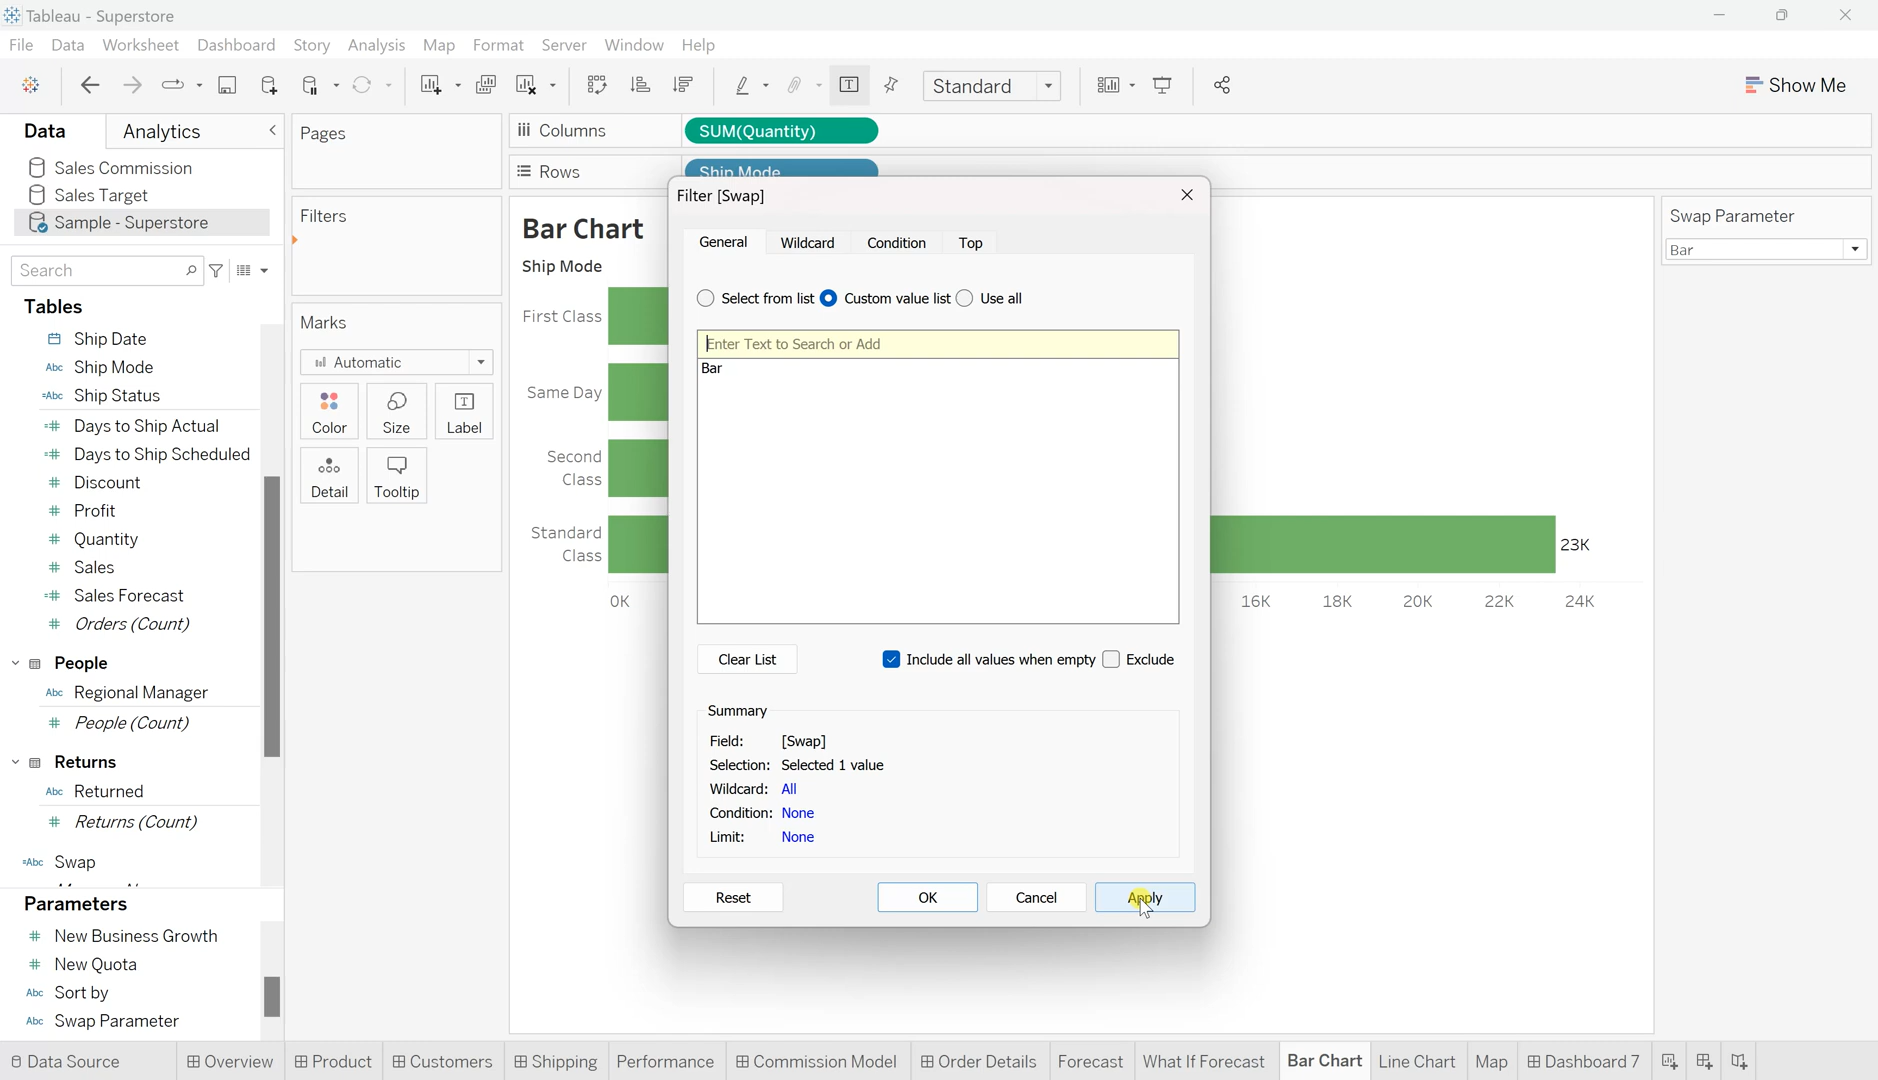 Tableau - Superstore
File Data Worksheet Dashboard Story Analysis Map Format Server Window Help
Standard
Show Me
Data
Analytics
Sales Commission
Sales Target
Sample - Superstore
Search
Tables
Ship Date
Abc Ship Mode
=Abc Ship Status
=# Days to Ship Actual
=# Days to Ship Scheduled
# Discount
# Profit
# Quantity
# Sales
=# Sales Forecast
# Orders (Count)
People
Abc Regional Manager
# People (Count)
Returns
Abc Returned
# Returns (Count)
=Abc Swap
Parameters
# New Business Growth
# New Quota
Abc Sort by
Abc Swap Parameter
Pages
Filters
Marks
Automatic
Color Size Label
Detail Tooltip
Columns
SUM(Quantity)
Rows
Ship Mode
Bar Chart
Ship Mode
First Class
Same Day
Second
Class
Standard
Class
23K
0K 16K 18K 20K 22K 24K
Filter [Swap]
General Wildcard Condition Top
Select from list Custom value list Use all
Enter Text to Search or Add
Bar
Clear List
Include all values when empty Exclude
Summary
Field: [Swap]
Selection: Selected 1 value
Wildcard: All
Condition: None
Limit: None
Reset OK Cancel Apply
Swap Parameter
Bar
Data Source Overview Product Customers Shipping Performance Commission Model Order Details Forecast What If Forecast Bar Chart Line Chart Map Dashboard 7